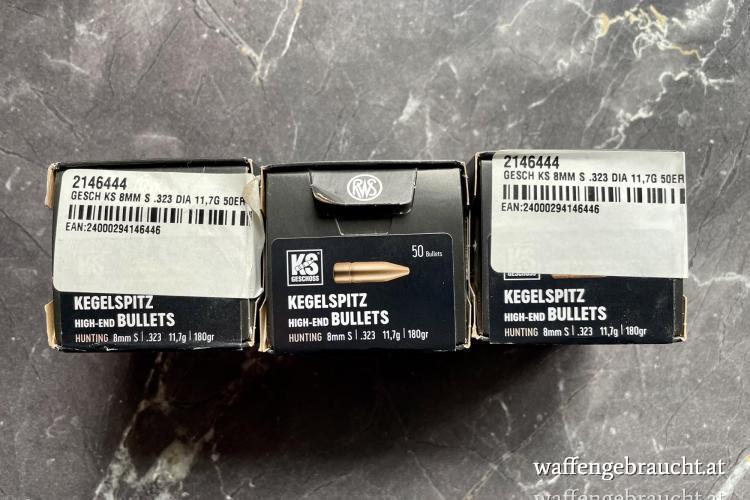 2146444
GESCH KS 8MM S .323 DIA 11,7G 50ER
EAN:24000294146446
KEGELSPITZ
HIGH-END BULLETS
HUNTING 8mm S | .323 11,7g | 180gr
RWS
KS
GESCHOSS
50 Bullets
KEGELSPITZ
HIGH-END BULLETS
HUNTING 8mm S | .323 11,7g | 180gr
2146444
GESCH KS 8MM S .323 DIA 11,7G 50ER
EAN:24000294146446
GESCHOSS
KEGELSPITZ
HIGH-END BULLETS
HUNTING 8mm S | .323 11,7g | 180gr
waffengebraucht.at
waffengebraucht.at